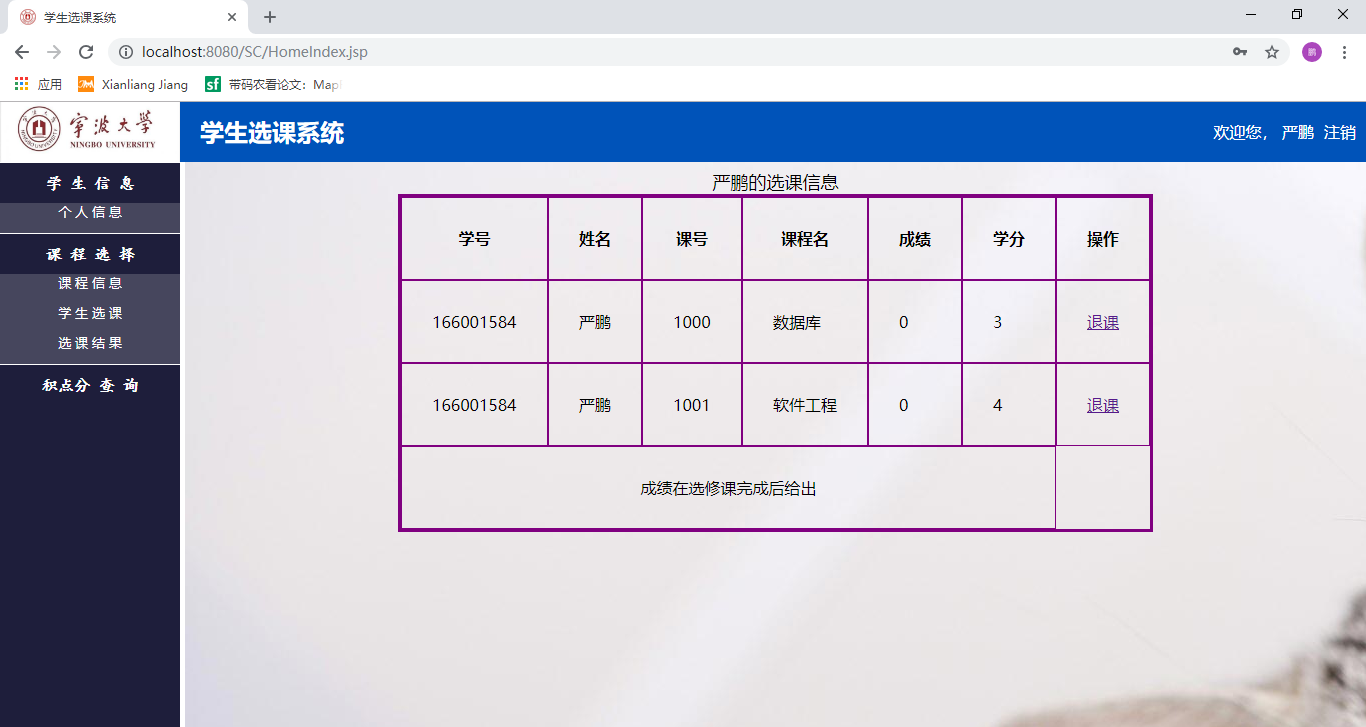 学生选课系统
localhost:8080/SC/HomeIndex.jsp
鹏
应用 Xianliang Jiang sf 带码农看论文：Map
宁波大学
NINGBO UNIVERSITY
学生选课系统
欢迎您， 严鹏 注销
学 生 信 息
个人信息
课 程 选 择
课程信息
学生选课
选课结果
积点分 查 询
严鹏的选课信息
学号 姓名 课号 课程名 成绩 学分 操作
166001584 严鹏 1000 数据库 0 3 退课
166001584 严鹏 1001 软件工程 0 4 退课
成绩在选修课完成后给出